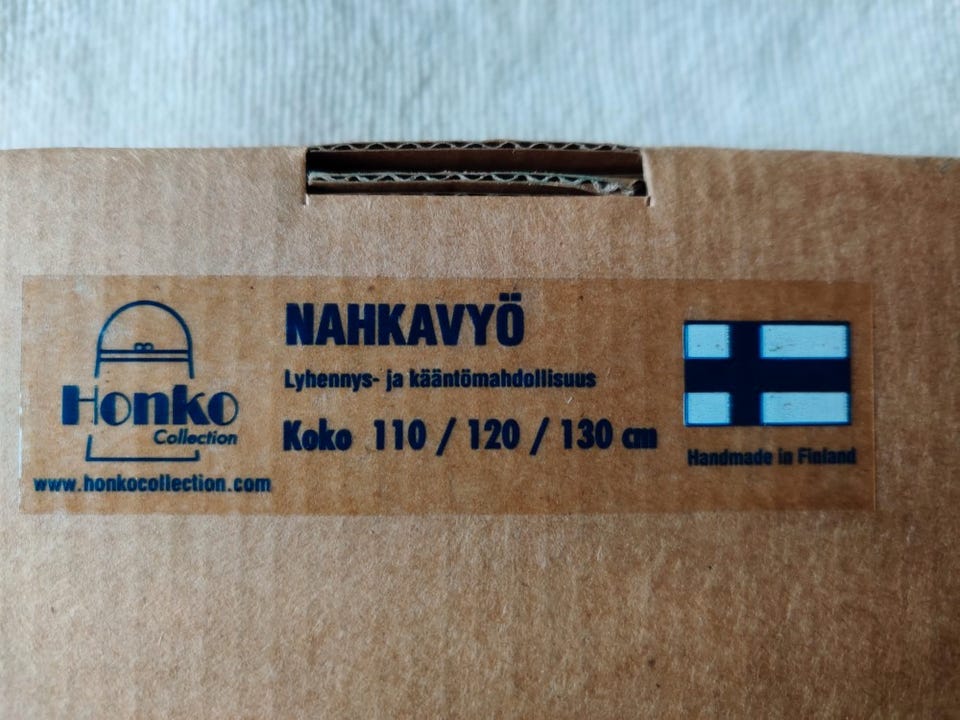 Honko
Collection
www.honkocollection.com
NAHKAVYÖ
Lyhennys- ja kääntömahdollisuus
Koko 110 / 120 / 130 cm
Handmade in Finland